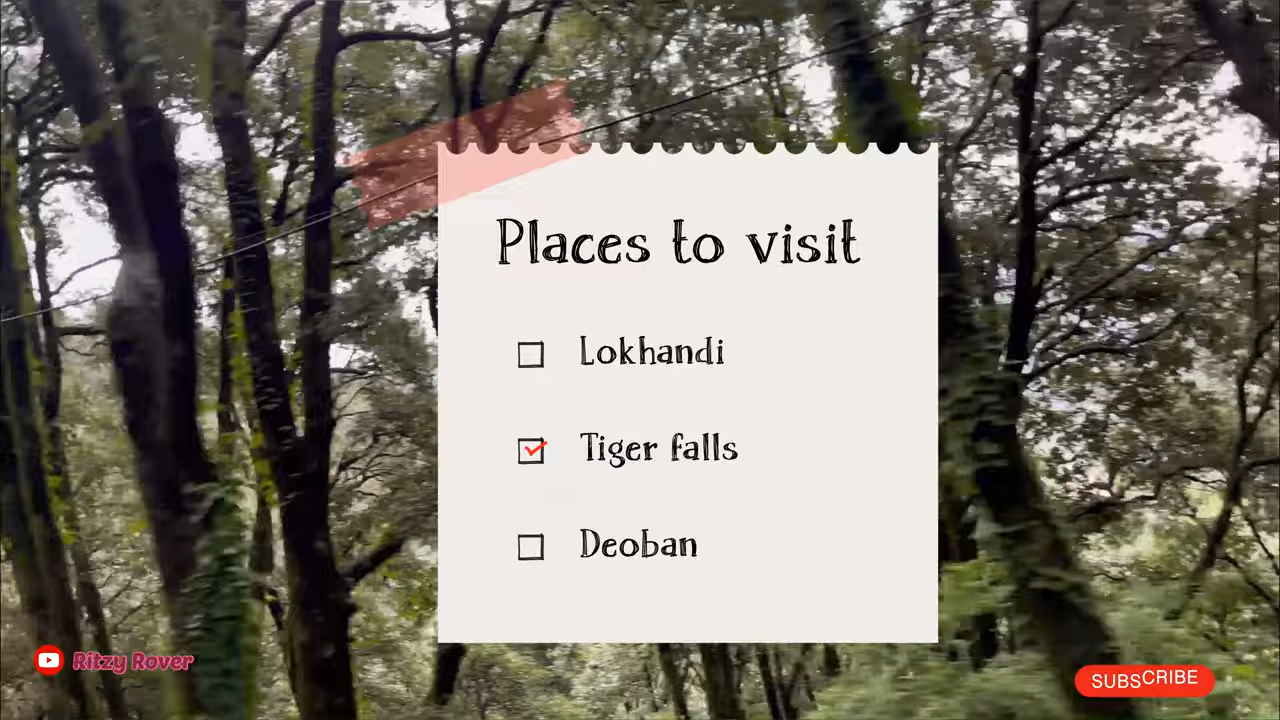 Places to visit
Lokhandi
Tiger falls
Deoban
Ritzy Rover
SUBSCRIBE